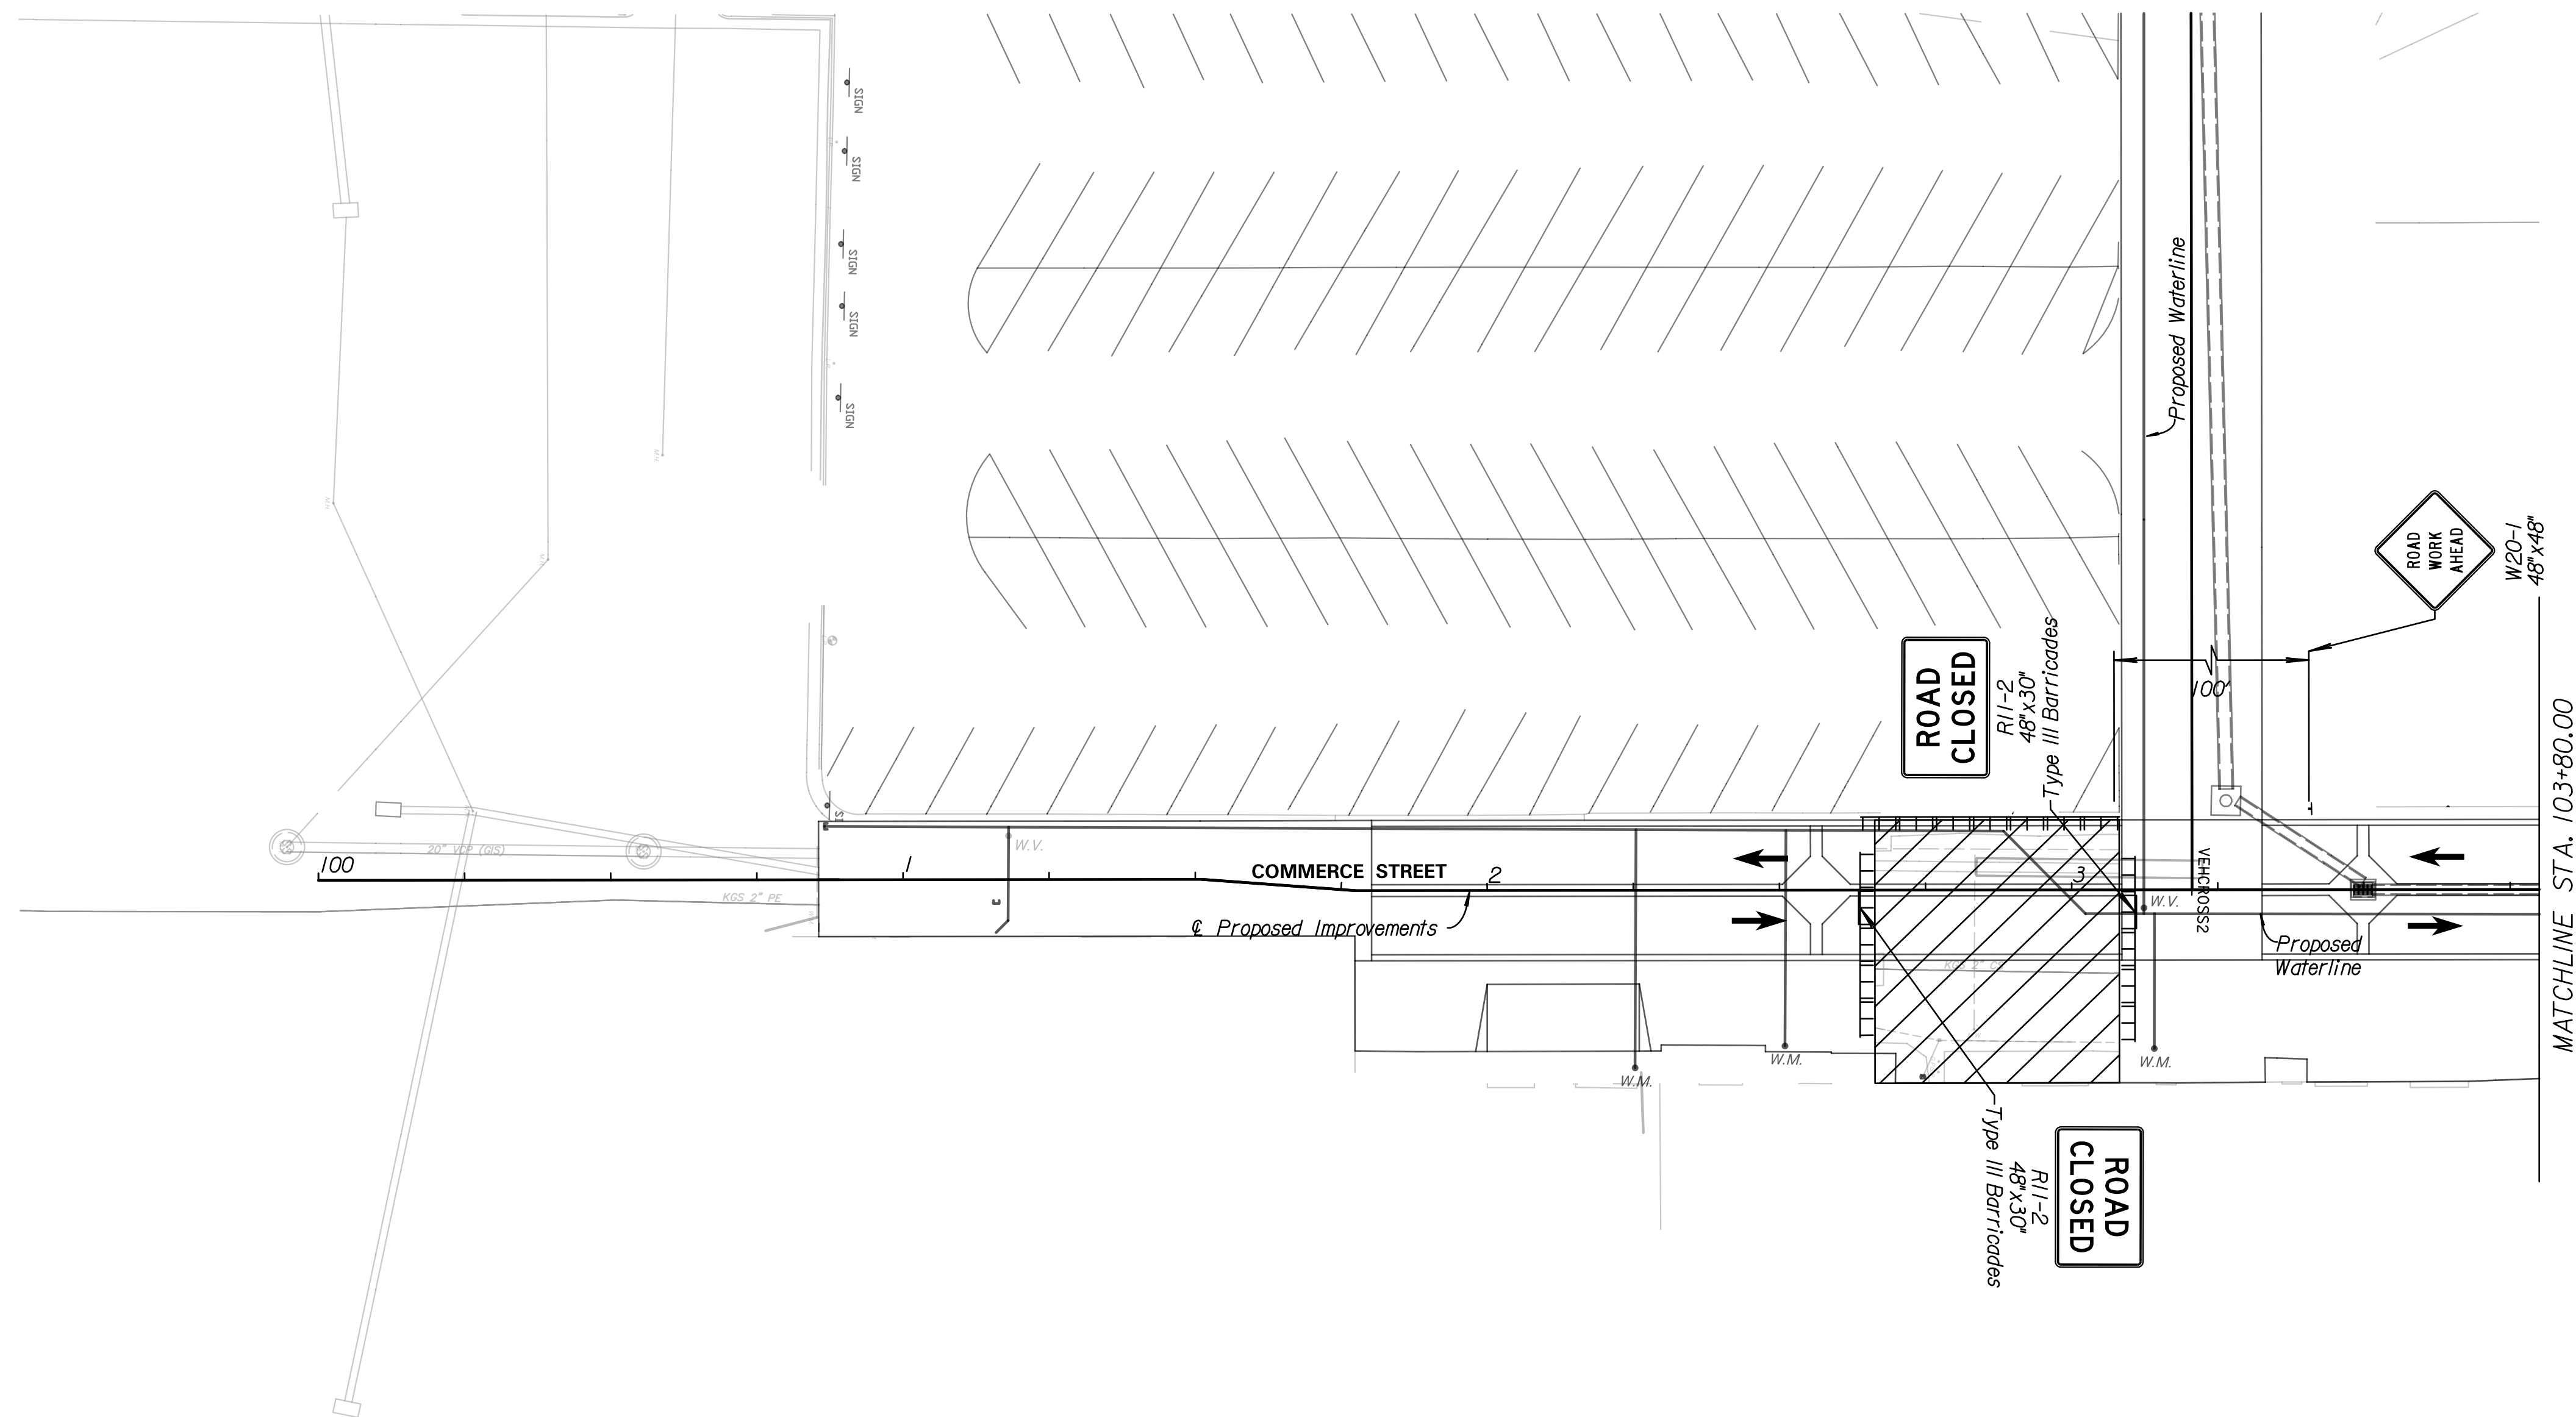 SIGN
SIGN
SIGN
SIGN
SIGN
Proposed Waterline
ROAD
WORK
AHEAD
W20-1
48"x48"
ROAD
CLOSED
R11-2
48"x30"
Type III Barricades
100'
MATCHLINE STA. 103+80.00
20" VCP (GIS)
W.V.
100
1
COMMERCE STREET
2
3
VEHCROSS2
KGS 2" PE
W.V.
℄ Proposed Improvements
Proposed
Waterline
W.M.
W.M.
W.M.
Type III Barricades
R11-2
48"x30"
ROAD
CLOSED